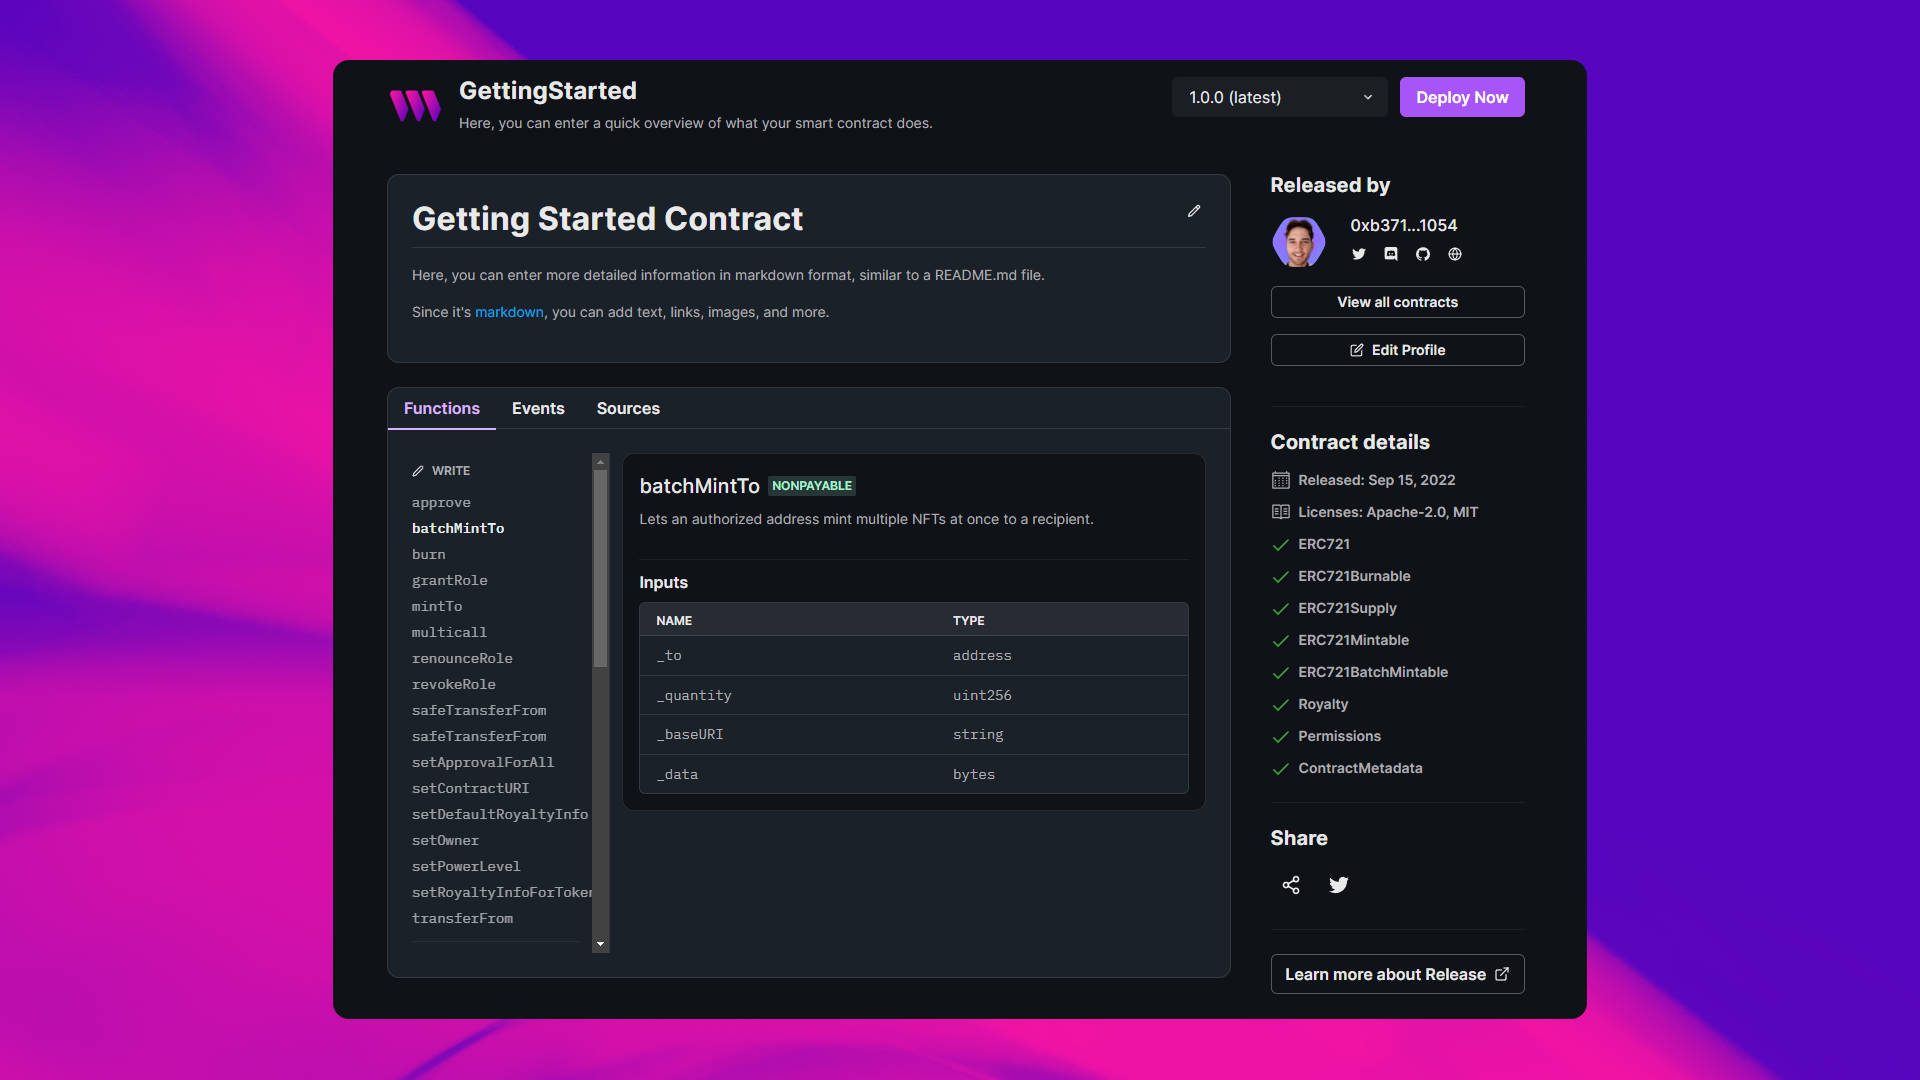 GettingStarted
Here, you can enter a quick overview of what your smart contract does.
1.0.0 (latest)
Deploy Now
Getting Started Contract
Here, you can enter more detailed information in markdown format, similar to a README.md file.
Since it's markdown, you can add text, links, images, and more.
Functions
Events
Sources
WRITE
approve
batchMintTo
burn
grantRole
mintTo
multicall
renounceRole
revokeRole
safeTransferFrom
safeTransferFrom
setApprovalForAll
setContractURI
setDefaultRoyaltyInfo
setOwner
setPowerLevel
setRoyaltyInfoForToken
transferFrom
batchMintTo NONPAYABLE
Lets an authorized address mint multiple NFTs at once to a recipient.
Inputs
NAME TYPE
_to address
_quantity uint256
_baseURI string
_data bytes
Released by
0xb371...1054
View all contracts
Edit Profile
Contract details
Released: Sep 15, 2022
Licenses: Apache-2.0, MIT
ERC721
ERC721Burnable
ERC721Supply
ERC721Mintable
ERC721BatchMintable
Royalty
Permissions
ContractMetadata
Share
Learn more about Release